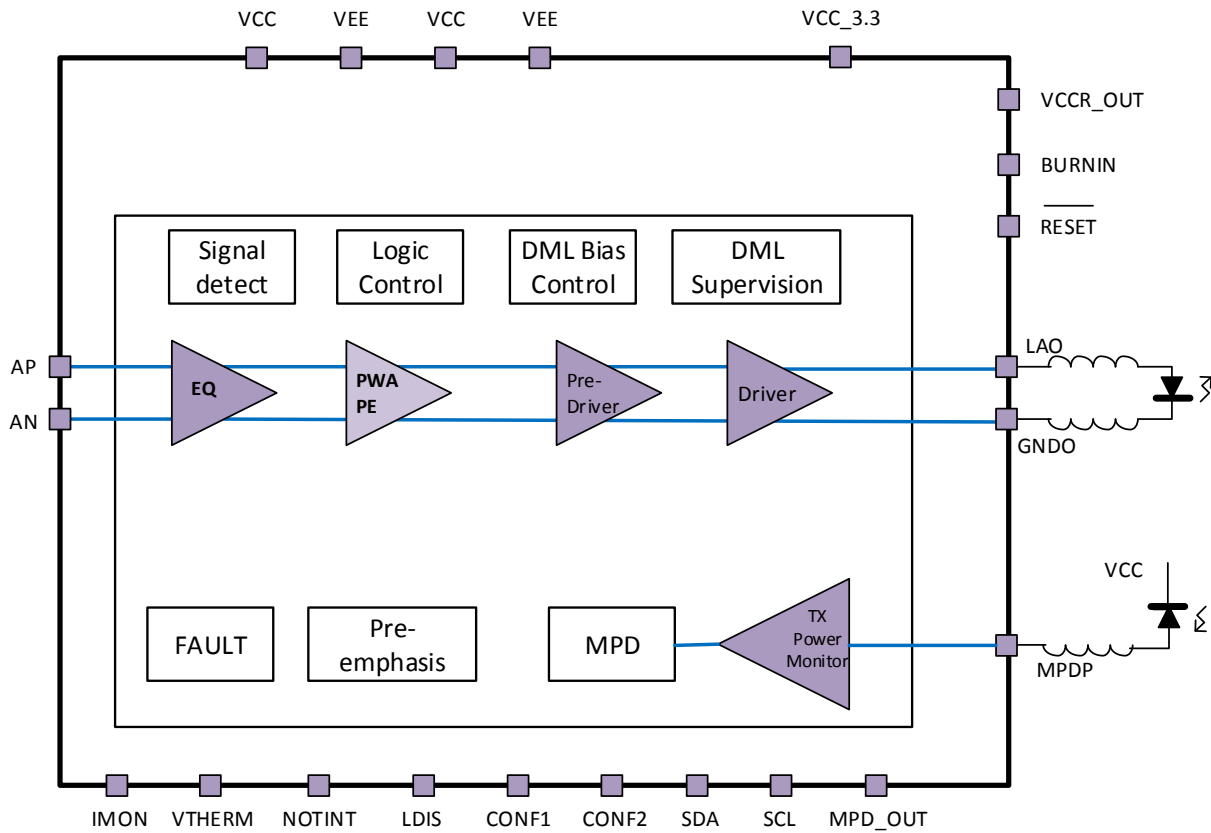 VCC VEE VCC VEE VCC_3.3
VCCR_OUT
BURNIN
RESET
Signal
detect
Logic
Control
DML Bias
Control
DML
Supervision
AP
AN
EQ
PWA
PE
Pre-
Driver
Driver
LAO
GNDO
FAULT
Pre-
emphasis
MPD
TX
Power
Monitor
VCC
MPDP
IMON VTHERM NOTINT LDIS CONF1 CONF2 SDA SCL MPD_OUT